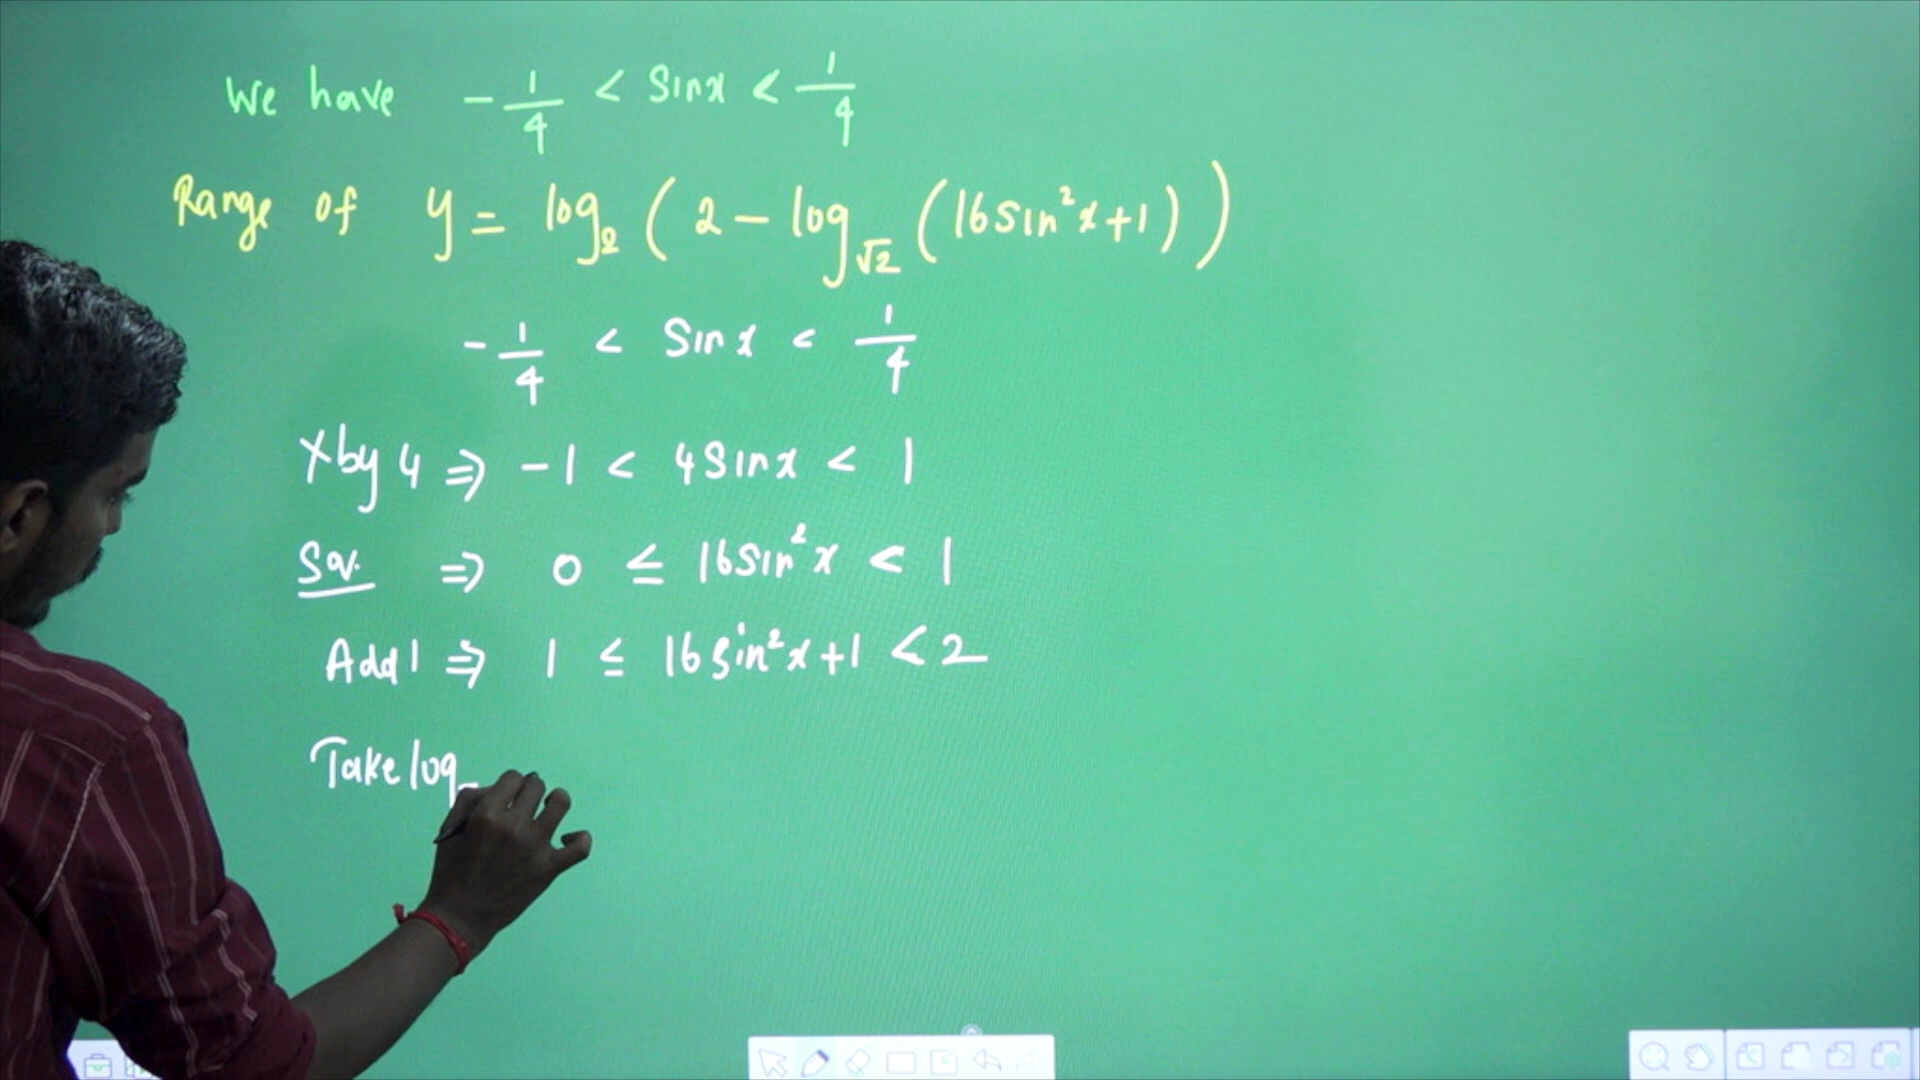 We have -1/4 < Sinx < 1/4
Range of y = log₂ ( 2 - log_√2 (16sin²x+1) )
-1/4 < Sinx < 1/4
X by 4 ⇒ -1 < 4Sinx < 1
Sq. ⇒ 0 ≤ 16sin²x < 1
Add 1 ⇒ 1 ≤ 16sin²x+1 < 2
Take log